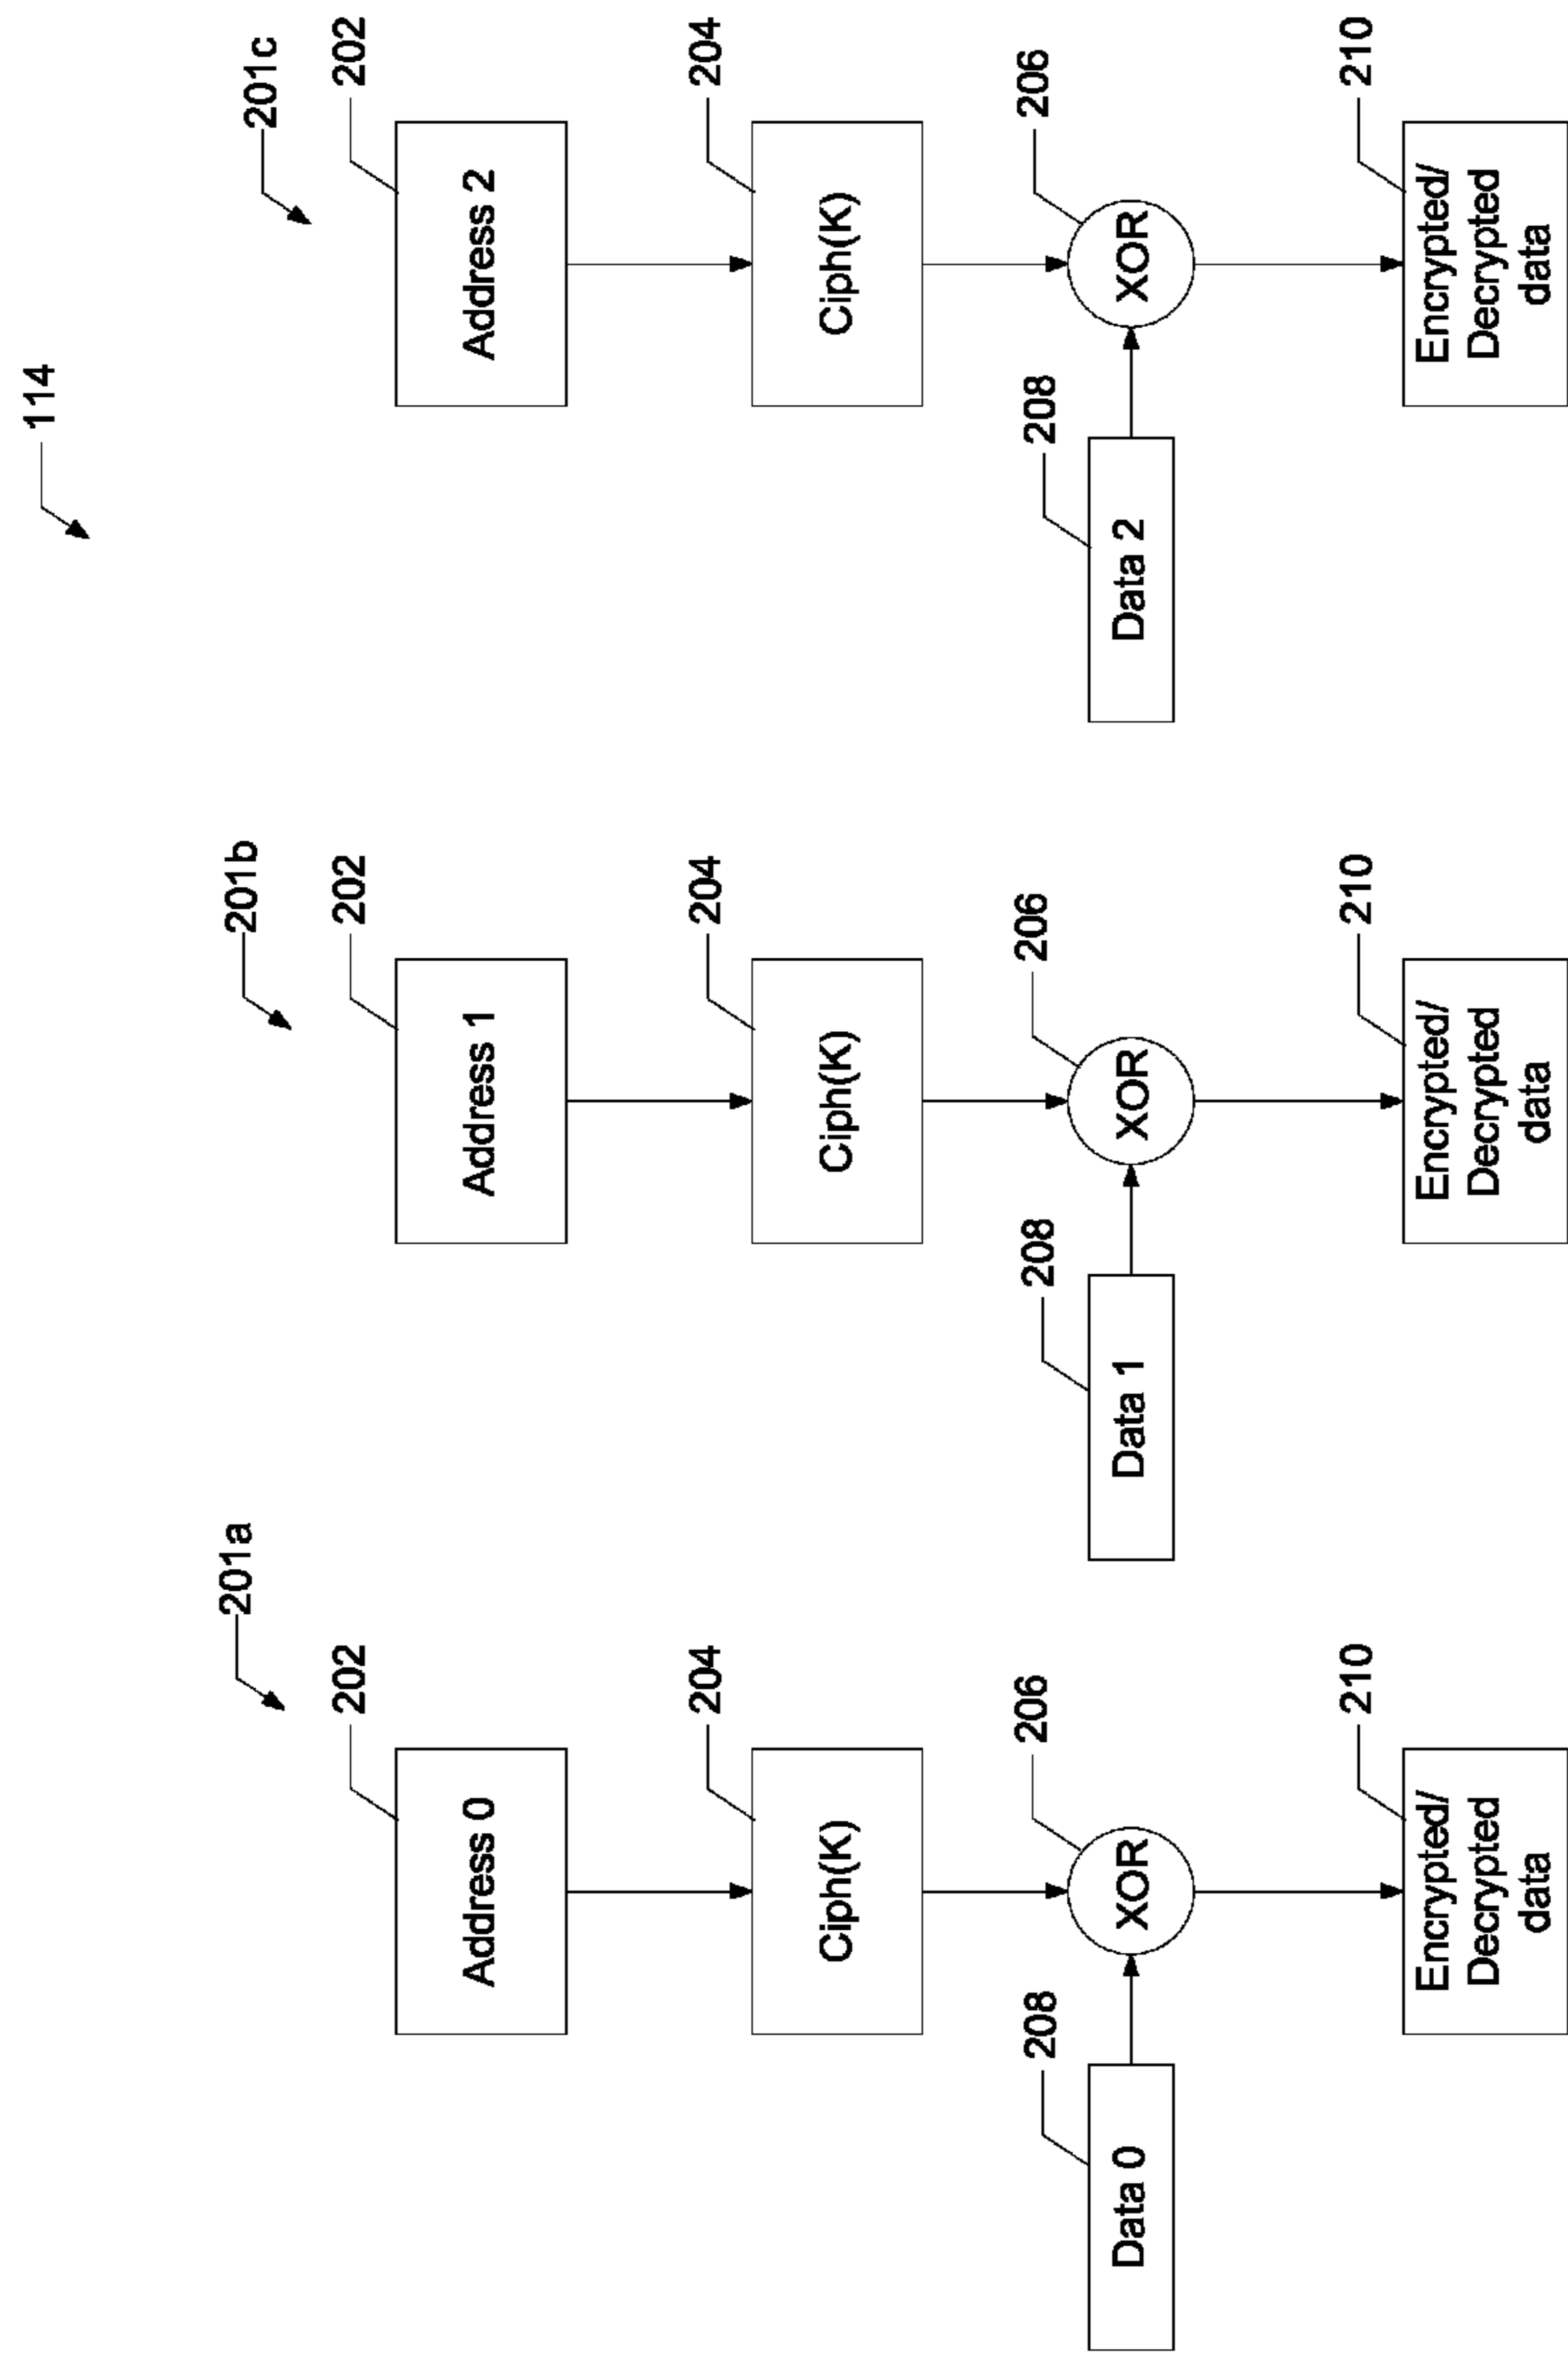 114
201a
201b
201c
202
202
202
Address 0
Address 1
Address 2
204
204
204
Ciph(K)
Ciph(K)
Ciph(K)
208
206
208
206
208
206
Data 0
XOR
Data 1
XOR
Data 2
XOR
210
210
210
Encrypted/
Decrypted
data
Encrypted/
Decrypted
data
Encrypted/
Decrypted
data